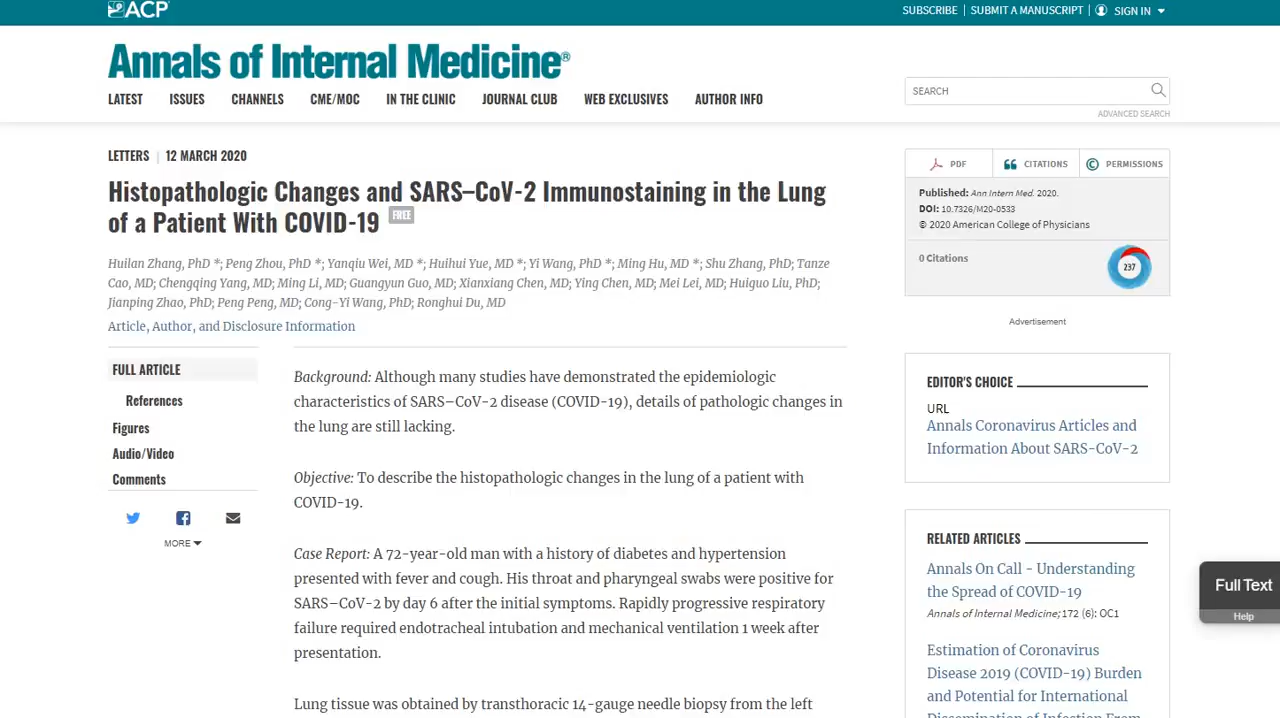 ACP
SUBSCRIBE | SUBMIT A MANUSCRIPT | SIGN IN
Annals of Internal Medicine®
LATEST ISSUES CHANNELS CME/MOC IN THE CLINIC JOURNAL CLUB WEB EXCLUSIVES AUTHOR INFO
SEARCH
ADVANCED SEARCH
LETTERS | 12 MARCH 2020
Histopathologic Changes and SARS–CoV-2 Immunostaining in the Lung
of a Patient With COVID-19 FREE
Huilan Zhang, PhD *; Peng Zhou, PhD *; Yanqiu Wei, MD *; Huihui Yue, MD *; Yi Wang, PhD *; Ming Hu, MD *; Shu Zhang, PhD; Tanze
Cao, MD; Chengqing Yang, MD; Ming Li, MD; Guangyun Guo, MD; Xianxiang Chen, MD; Ying Chen, MD; Mei Lei, MD; Huiguo Liu, PhD;
Jianping Zhao, PhD; Peng Peng, MD; Cong-Yi Wang, PhD; Ronghui Du, MD
Article, Author, and Disclosure Information
FULL ARTICLE
References
Figures
Audio/Video
Comments
MORE
Background: Although many studies have demonstrated the epidemiologic
characteristics of SARS–CoV-2 disease (COVID-19), details of pathologic changes in
the lung are still lacking.
Objective: To describe the histopathologic changes in the lung of a patient with
COVID-19.
Case Report: A 72-year-old man with a history of diabetes and hypertension
presented with fever and cough. His throat and pharyngeal swabs were positive for
SARS–CoV-2 by day 6 after the initial symptoms. Rapidly progressive respiratory
failure required endotracheal intubation and mechanical ventilation 1 week after
presentation.
Lung tissue was obtained by transthoracic 14-gauge needle biopsy from the left
PDF CITATIONS PERMISSIONS
Published: Ann Intern Med. 2020.
DOI: 10.7326/M20-0533
© 2020 American College of Physicians
0 Citations
237
Advertisement
EDITOR'S CHOICE
URL
Annals Coronavirus Articles and
Information About SARS-CoV-2
RELATED ARTICLES
Annals On Call - Understanding
the Spread of COVID-19
Annals of Internal Medicine; 172 (6): OC1
Estimation of Coronavirus
Disease 2019 (COVID-19) Burden
and Potential for International
Dissemination of Infection From
Full Text
Help